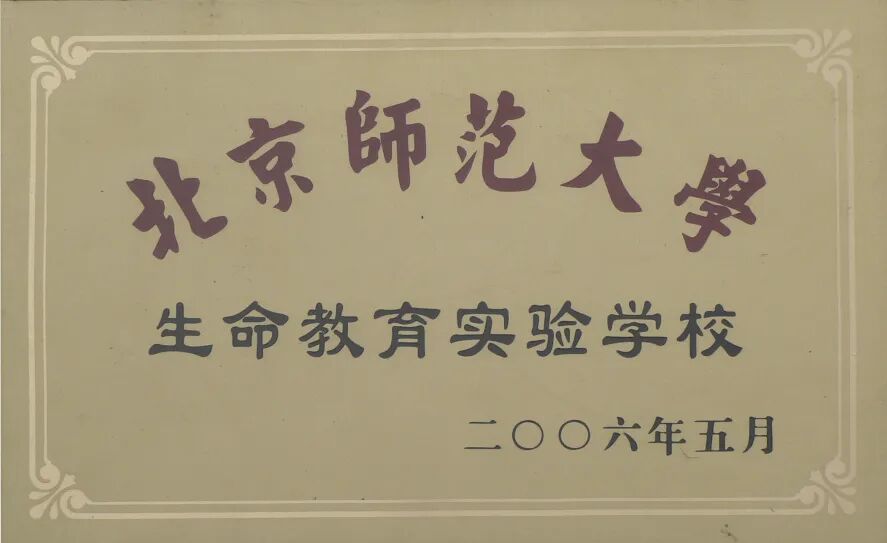 北京師范大學
生命教育实验学校
二〇〇六年五月